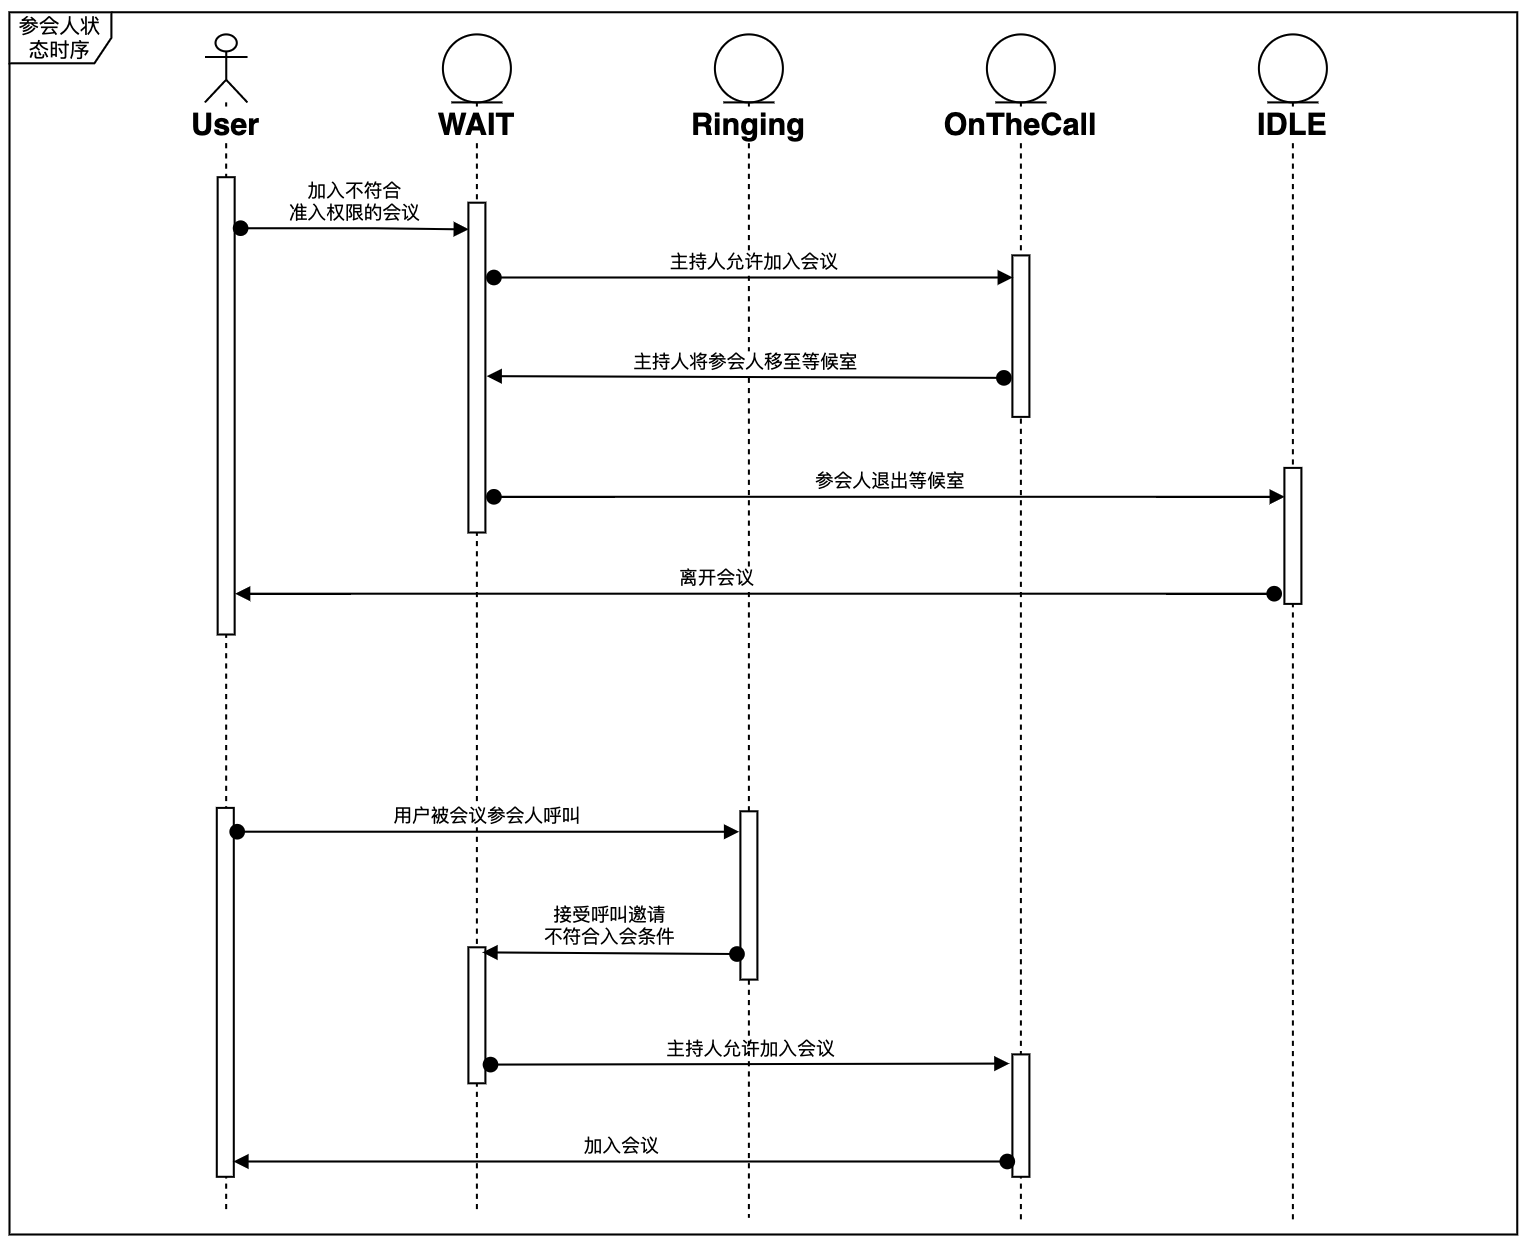 参会人状
态时序
User
WAIT
Ringing
OnTheCall
IDLE
加入不符合
准入权限的会议
主持人允许加入会议
主持人将参会人移至等候室
参会人退出等候室
离开会议
用户被会议参会人呼叫
接受呼叫邀请
不符合入会条件
主持人允许加入会议
加入会议